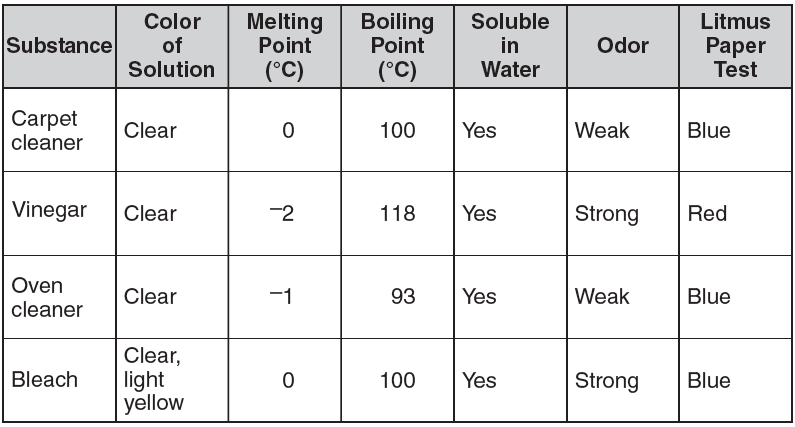 Substance
Color
of
Solution
Melting
Point
(°C)
Boiling
Point
(°C)
Soluble
in
Water
Odor
Litmus
Paper
Test
Carpet
cleaner
Clear
0
100
Yes
Weak
Blue
Vinegar
Clear
–2
118
Yes
Strong
Red
Oven
cleaner
Clear
–1
93
Yes
Weak
Blue
Bleach
Clear,
light
yellow
0
100
Yes
Strong
Blue